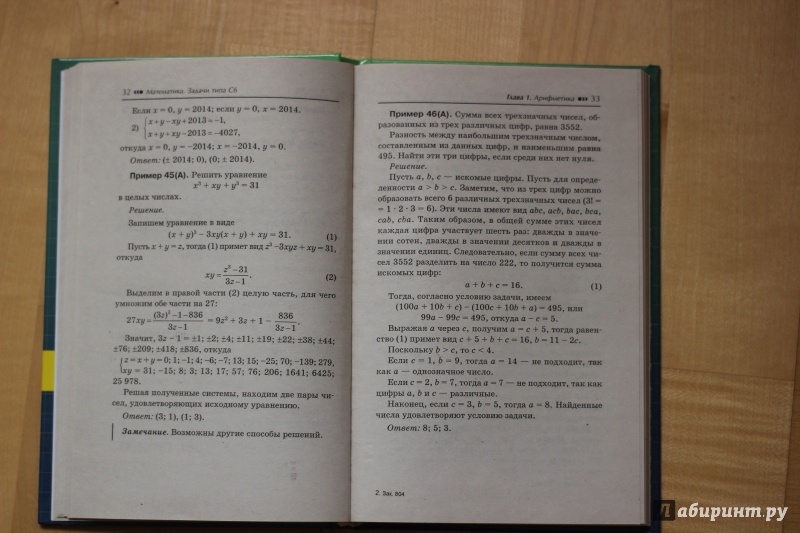 32 ●●● Математика. Задачи типа С6
Если x = 0, y = 2014; если y = 0, x = 2014.
2) { x + y − xy + 2013 = −1,
x + y + xy − 2013 = −4027,
откуда x = 0, y = −2014; x = −2014, y = 0.
Ответ: (± 2014; 0), (0; ± 2014).
Пример 45(А). Решить уравнение
x³ + xy + y³ = 31
в целых числах.
Решение.
Запишем уравнение в виде
(x + y)³ − 3xy(x + y) + xy = 31. (1)
Пусть x + y = z, тогда (1) примет вид z³ − 3xyz + xy = 31,
откуда
xy = (z³ − 31)/(3z − 1). (2)
Выделим в правой части (2) целую часть, для чего
умножим обе части на 27:
27xy = ((3z)³ − 1 − 836)/(3z − 1) = 9z² + 3z + 1 − 836/(3z − 1).
Значит, 3z − 1 = ±1; ±2; ±4; ±11; ±19; ±22; ±38; ±44;
±76; ±209; ±418; ±836, откуда
{ z = x + y = 0; 1; −1; 4; −6; −7; 13; 15; −25; 70; −139; 279,
xy = 31; −15; 8; 3; 13; 17; 57; 76; 206; 1641; 6425;
25 978.
Решая полученные системы, находим две пары чи-
сел, удовлетворяющих исходному уравнению.
Ответ: (3; 1), (1; 3).
Замечание. Возможны другие способы решений.
Глава 1. Арифметика ●●● 33
Пример 46(А). Сумма всех трехзначных чисел, об-
разованных из трех различных цифр, равна 3552.
Разность между наибольшим трехзначным числом,
составленным из данных цифр, и наименьшим равна
495. Найти эти три цифры, если среди них нет нуля.
Решение.
Пусть a, b, c — искомые цифры. Пусть для опреде-
ленности a > b > c. Заметим, что из трех цифр можно
образовать всего 6 различных трехзначных чисел (3! =
= 1 · 2 · 3 = 6). Эти числа имеют вид abc, acb, bac, bca,
cab, cba. Таким образом, в общей сумме этих чисел
каждая цифра участвует шесть раз: дважды в значе-
нии сотен, дважды в значении десятков и дважды в
значении единиц. Следовательно, если сумму всех чи-
сел 3552 разделить на число 222, то получится сумма
искомых цифр:
a + b + c = 16. (1)
Тогда, согласно условию задачи, имеем
(100a + 10b + c) − (100c + 10b + a) = 495, или
99a − 99c = 495, откуда a − c = 5.
Выражая a через c, получим a = c + 5, тогда равен-
ство (1) примет вид c + 5 + b + c = 16, b = 11 − 2c.
Поскольку b > c, то c < 4.
Если c = 1, b = 9, тогда a = 14 — не подходит, так
как a — однозначное число.
Если c = 2, b = 7, тогда a = 7 — не подходит, так как
цифры a, b и c — различные.
Наконец, если c = 3, b = 5, тогда a = 8. Найденные
числа удовлетворяют условию задачи.
Ответ: 8; 5; 3.
2. Зак. 804
Лабиринт.ру